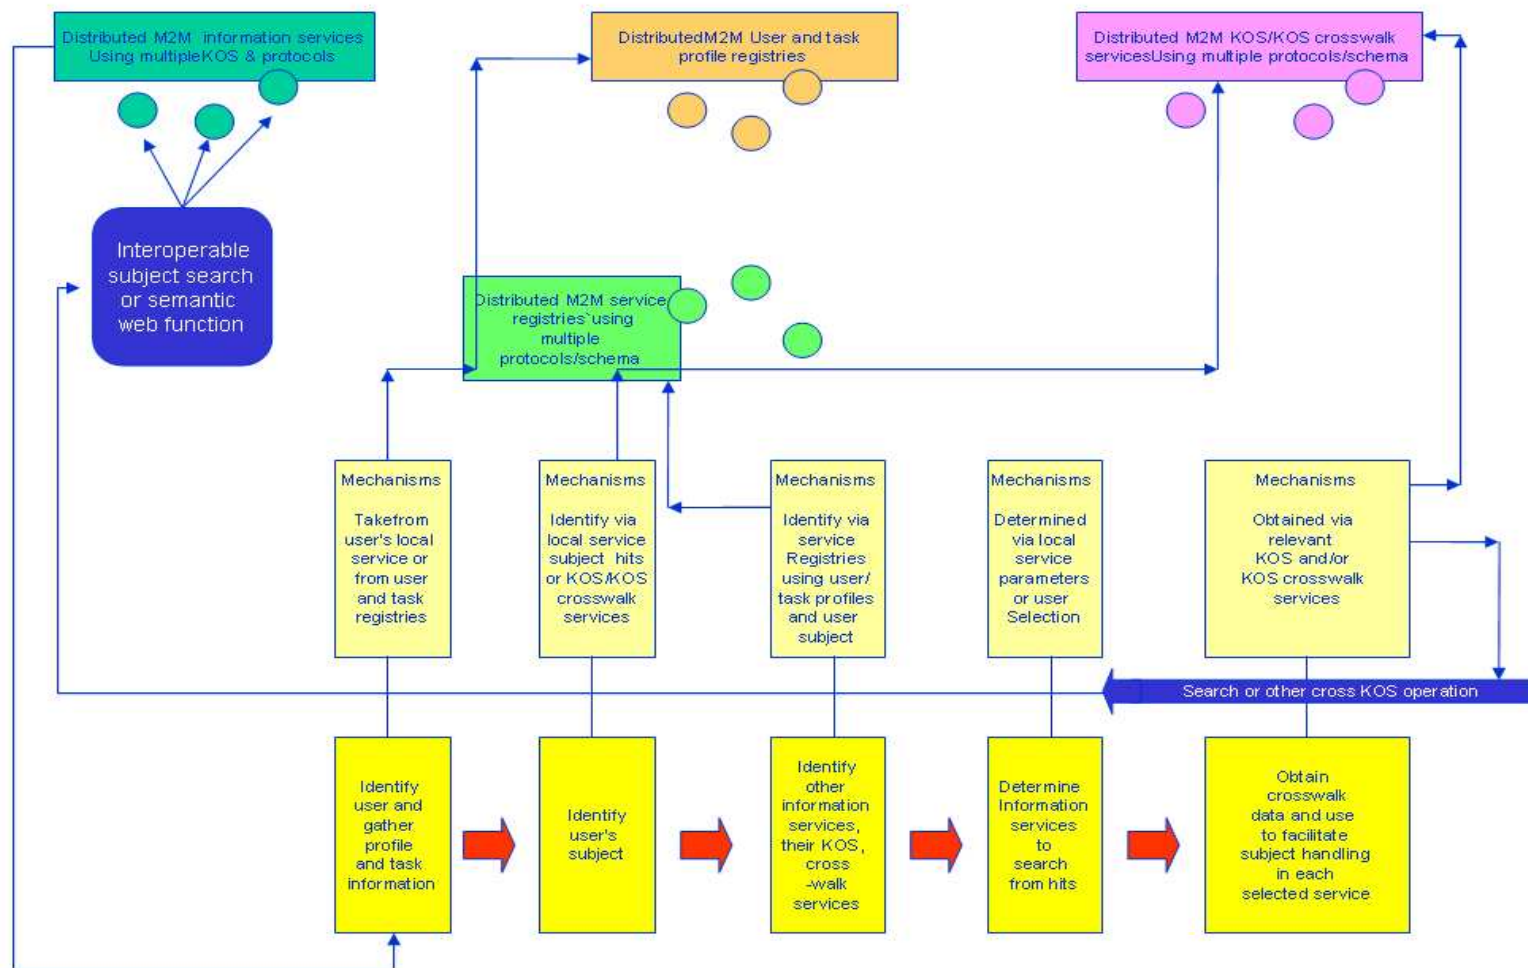 Distributed M2M information services
Using multipleKOS & protocols
DistributedM2M User and task
profile registries
Distributed M2M KOS/KOS crosswalk
servicesUsing multiple protocols/schema
Interoperable
subject search
or semantic
web function
Distributed M2M service
registries`using
multiple
protocols/schema
Mechanisms
Takefrom
user's local
service or
from user
and task
registries
Mechanisms
Identify via
local service
subject hits
or KOS/KOS
crosswalk
services
Mechanisms
Identify via
service
Registries
using user/
task profiles
and user
subject
Mechanisms
Determined
via local
service
parameters
or user
Selection
Mechanisms
Obtained via
relevant
KOS and/or
KOS crosswalk
services
Search or other cross KOS operation
Identify
user and
gather
profile
and task
information
Identify
user's
subject
Identify
other
information
services,
their KOS,
cross
-walk
services
Determine
Information
services
to
search
from hits
Obtain
crosswalk
data and use
to facilitate
subject handling
in each
selected service